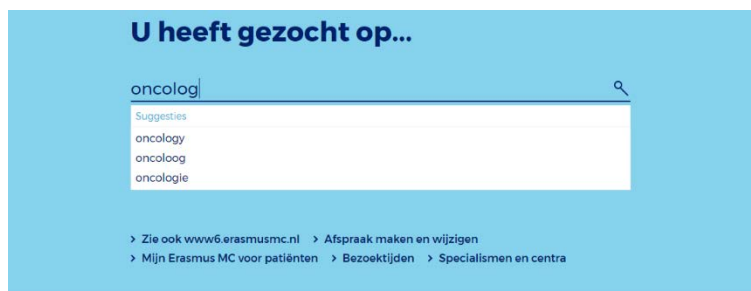 U heeft gezocht op...
oncolog
Suggesties
oncology
oncoloog
oncologie
> Zie ook www6.erasmusmc.nl > Afspraak maken en wijzigen
> Mijn Erasmus MC voor patiënten > Bezoektijden > Specialismen en centra